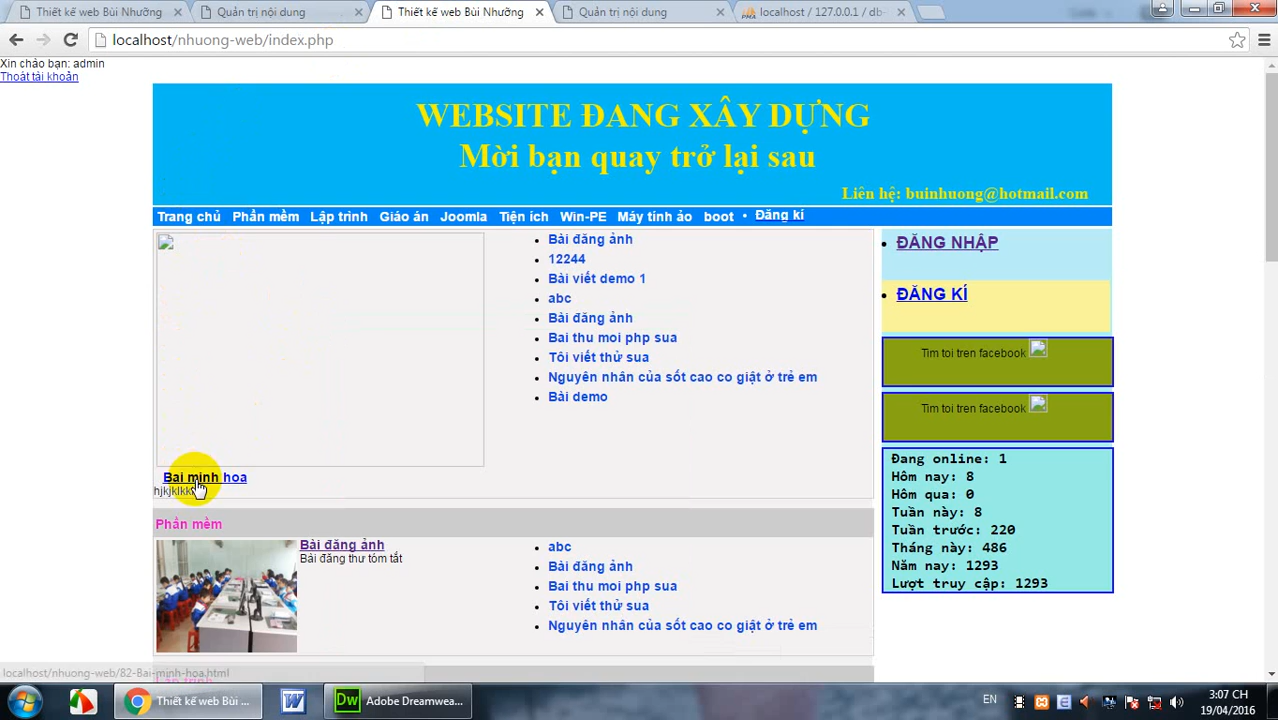 Thiết kế web Bùi Nhưỡng
Quản trị nội dung
Thiết kế web Bùi Nhưỡng
Quản trị nội dung
localhost / 127.0.0.1 / db-
localhost/nhuong-web/index.php
Xin chào bạn: admin
Thoát tài khoản
WEBSITE ĐANG XÂY DỰNG
Mời bạn quay trở lại sau
Liên hệ: buinhuong@hotmail.com
Trang chủ Phần mềm Lập trình Giáo án Joomla Tiện ích Win-PE Máy tính ảo boot • Đăng kí
Bài đăng ảnh
12244
Bài viết demo 1
abc
Bài đăng ảnh
Bai thu moi php sua
Tôi viết thử sua
Nguyên nhân của sốt cao co giật ở trẻ em
Bài demo
Bai minh hoa
ĐĂNG NHẬP
ĐĂNG KÍ
Tim toi tren facebook
Tim toi tren facebook
Đang online: 1
Hôm nay: 8
Hôm qua: 0
Tuần này: 8
Tuần trước: 220
Tháng này: 486
Năm nay: 1293
Lượt truy cập: 1293
Phần mềm
Bài đăng ảnh
Bài đăng thư tóm tắt
abc
Bài đăng ảnh
Bai thu moi php sua
Tôi viết thử sua
Nguyên nhân của sốt cao co giật ở trẻ em
Lập trình
localhost/nhuong-web/82-Bai-minh-hoa.html
Thiết kế web Bùi ...
Adobe Dreamwea...
EN
3:07 CH
19/04/2016